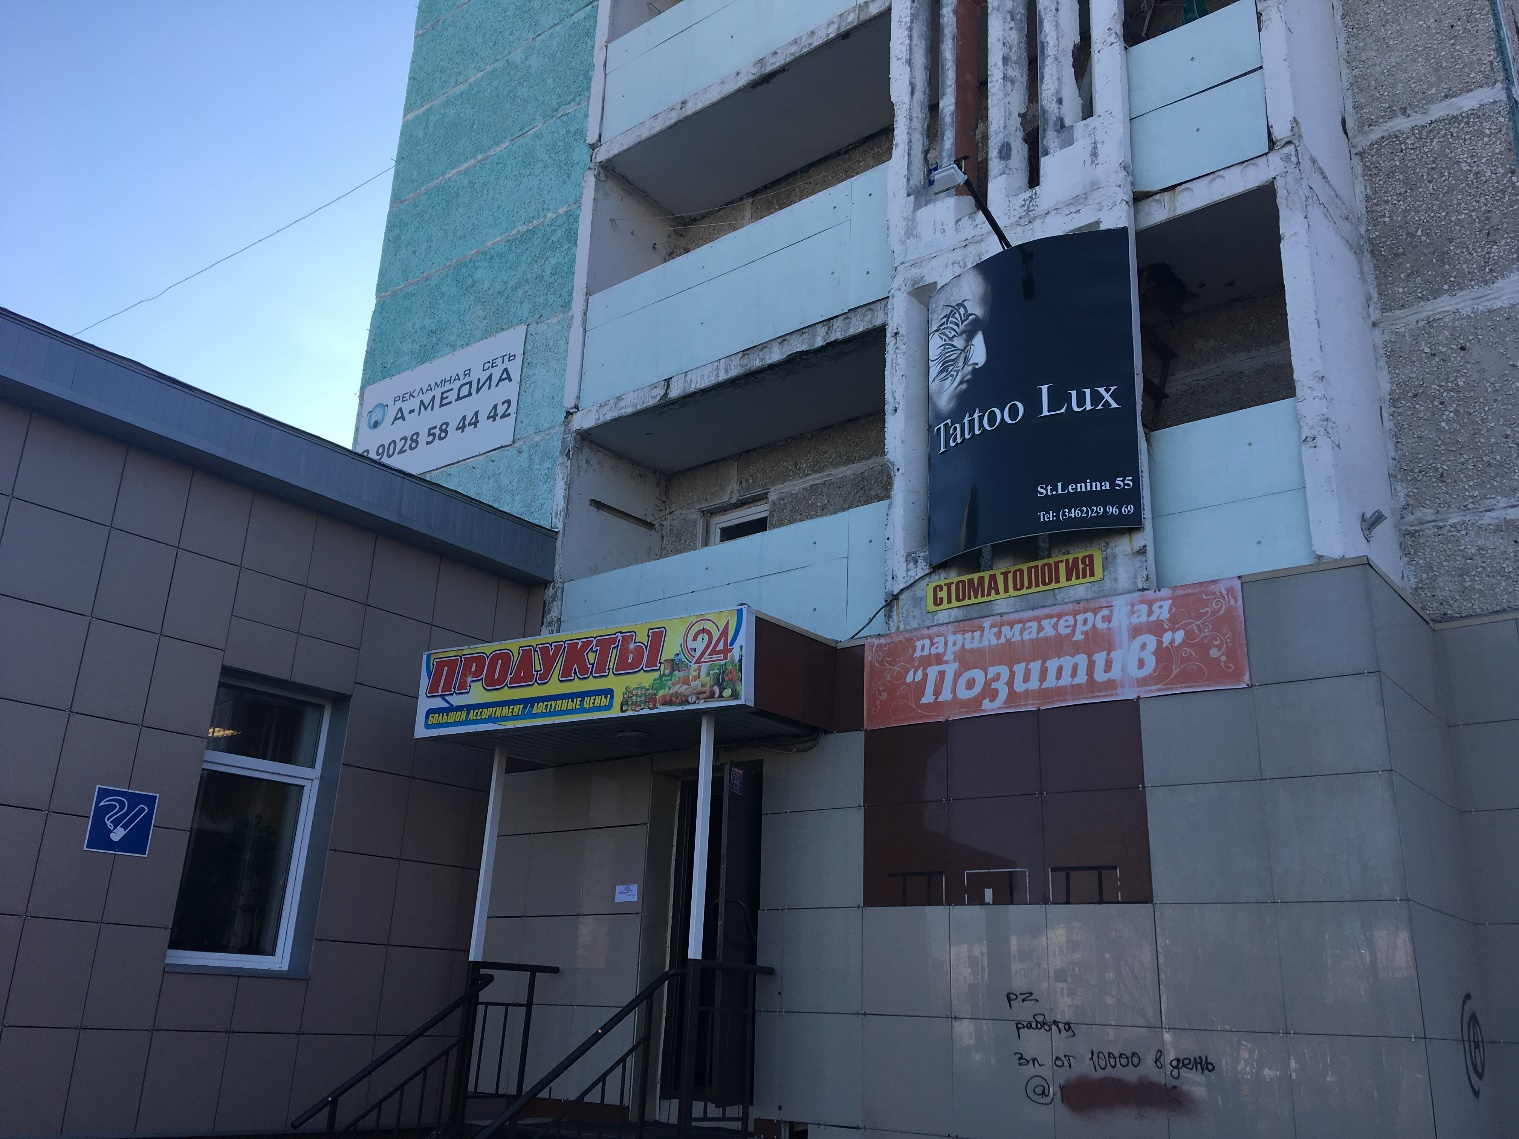 РЕКЛАМНАЯ СЕТЬ
А-МЕДИА
9028 58 44 42
Tattoo Lux
St.Lenina 55
Tel: (3462)29 96 69
СТОМАТОЛОГИЯ
ПРОДУКТЫ 24
БОЛЬШОЙ АССОРТИМЕНТ / ДОСТУПНЫЕ ЦЕНЫ
парикмахерская
"Позитив"
PZ
работа
зп от 10000 в день
@